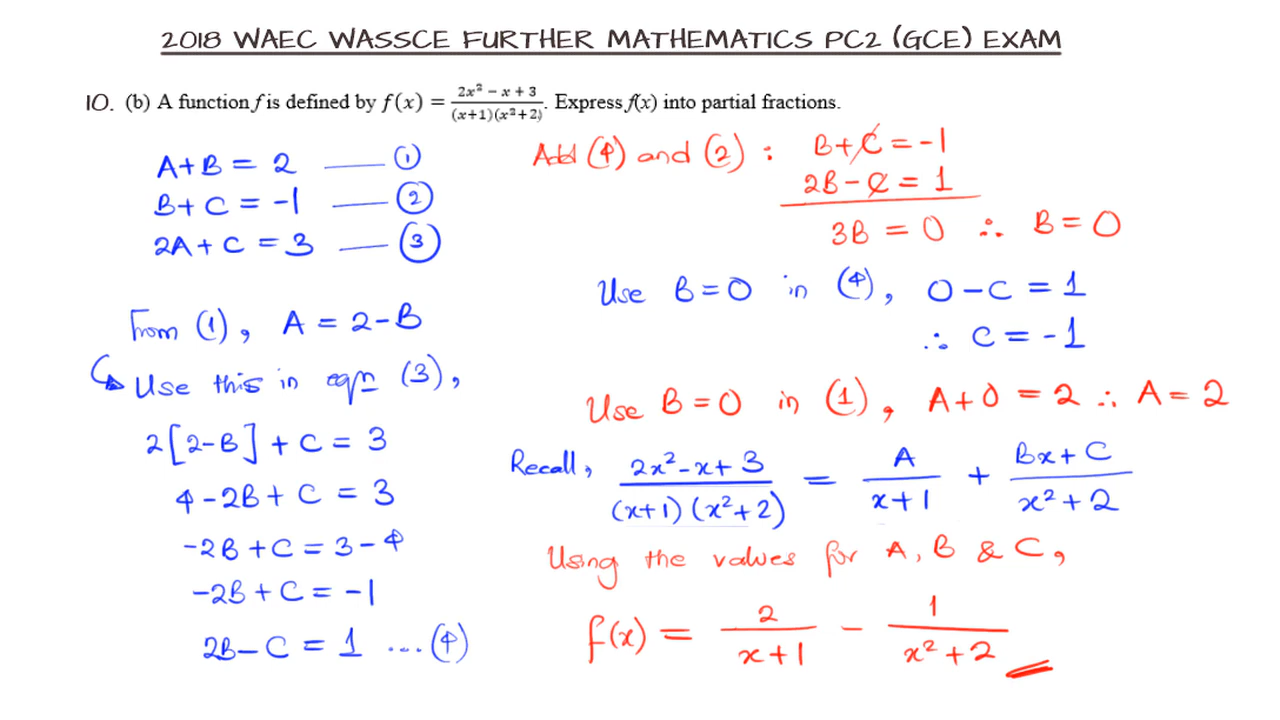 2018 WAEC WASSCE FURTHER MATHEMATICS PC2 (GCE) EXAM
10. (b) A function f is defined by f(x) = (2x² − x + 3)/((x+1)(x²+2)). Express f(x) into partial fractions.
A+B = 2 —— (1)
B+C = -1 —— (2)
2A+C = 3 —— (3)
From (1), A = 2-B
↳ Use this in eqn (3),
2[2-B] + C = 3
4-2B+C = 3
-2B+C = 3-4
-2B+C = -1
2B-C = 1 ...(4)
Add (4) and (2) : B+C = -1
2B-C = 1
3B = 0 ∴ B=0
Use B=0 in (4), 0-C = 1
∴ C = -1
Use B=0 in (1), A+0 = 2 ∴ A = 2
Recall, (2x²-x+3)/((x+1)(x²+2)) = A/(x+1) + (Bx+C)/(x²+2)
Using the values for A, B & C,
f(x) = 2/(x+1) - 1/(x²+2)